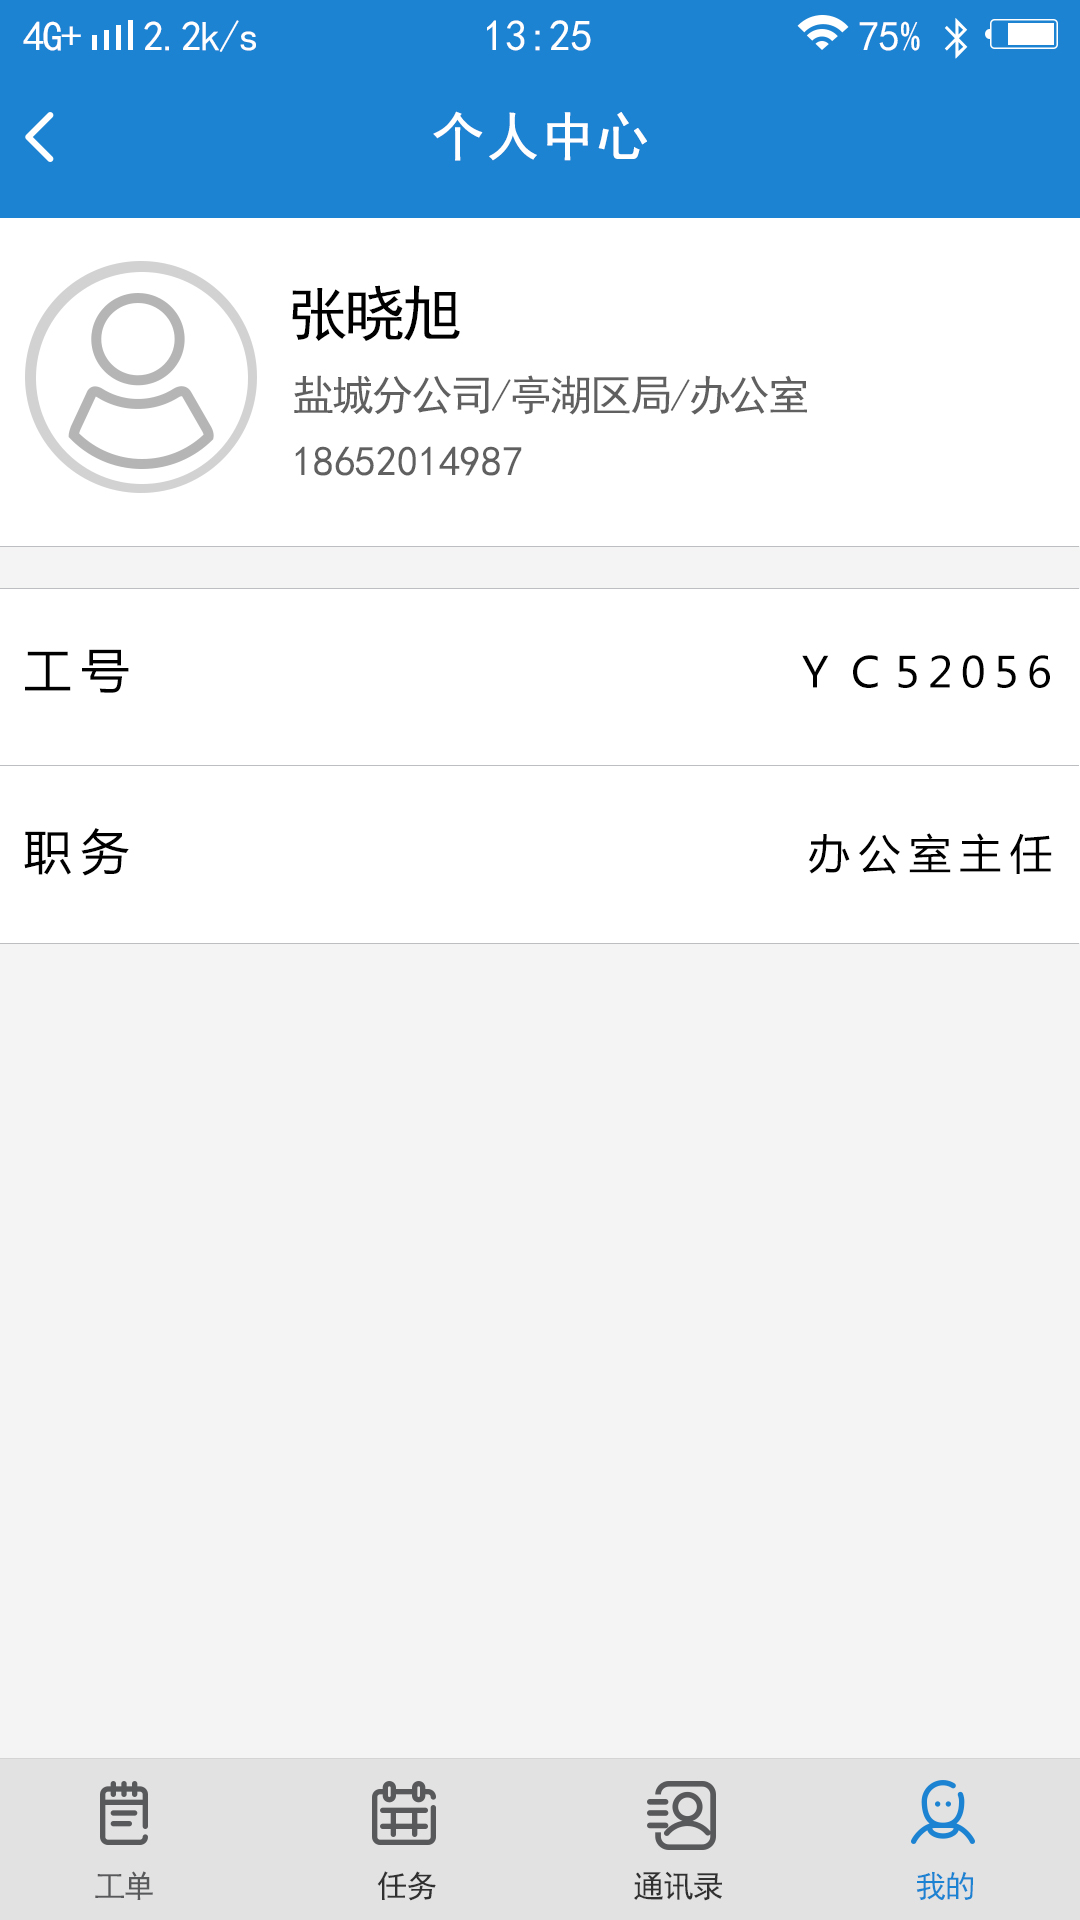 4G+ 2.2k/s 13:25 75%
个人中心
张晓旭
盐城分公司/亭湖区局/办公室
18652014987
工号 YC52056
职务 办公室主任
工单 任务 通讯录 我的